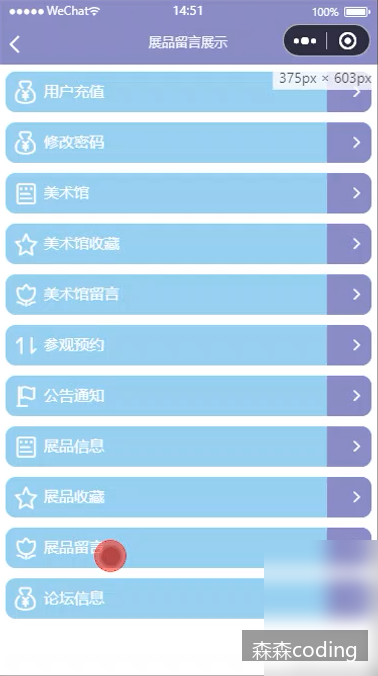 ●●●●● WeChat 14:51 100%
展品留言展示
375px × 603px
用户充值
修改密码
美术馆
美术馆收藏
美术馆留言
参观预约
公告通知
展品信息
展品收藏
展品留言
论坛信息
森森coding